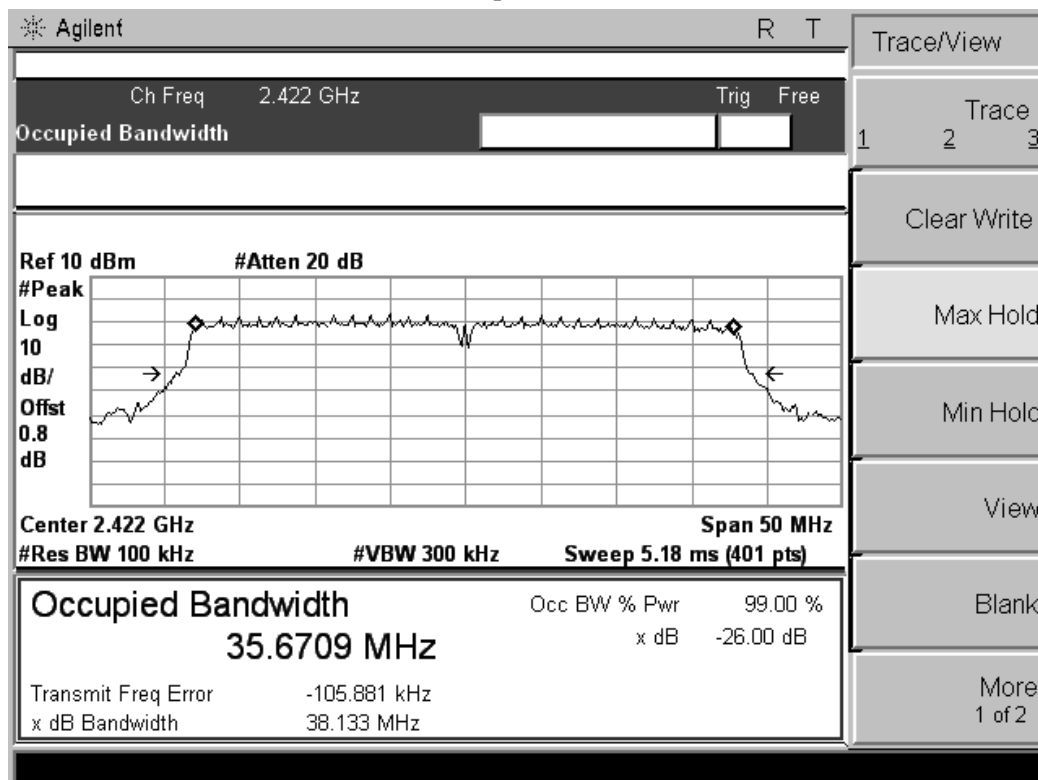 Agilent R T
Trace/View
Ch Freq 2.422 GHz Trig Free
Occupied Bandwidth
Trace
1 2 3
Clear Write
Ref 10 dBm #Atten 20 dB
#Peak
Log
10
dB/
Offst
0.8
dB
Max Hold
Min Hold
View
Center 2.422 GHz Span 50 MHz
#Res BW 100 kHz #VBW 300 kHz Sweep 5.18 ms (401 pts)
Occupied Bandwidth
35.6709 MHz
Occ BW % Pwr 99.00 %
x dB -26.00 dB
Transmit Freq Error -105.881 kHz
x dB Bandwidth 38.133 MHz
Blank
More
1 of 2